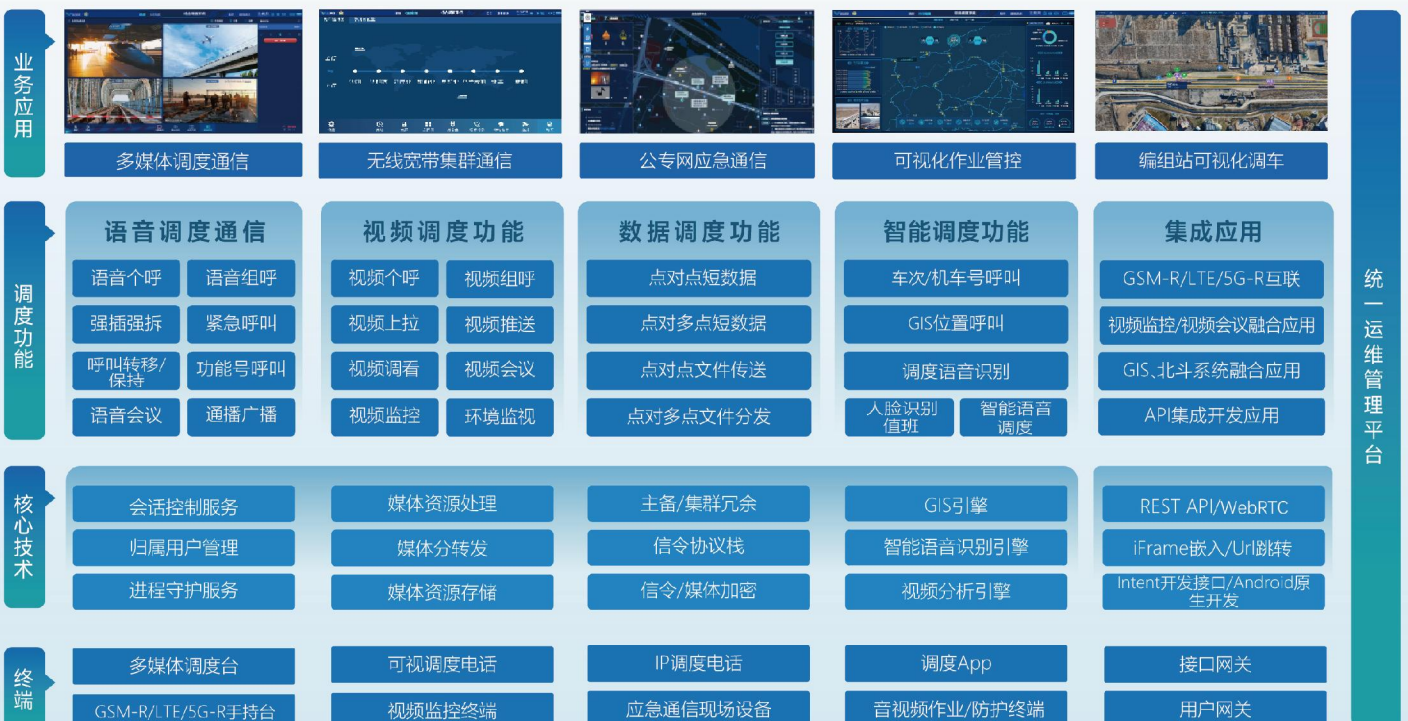 业务应用
多媒体调度通信
无线宽带集群通信
公专网应急通信
可视化作业管控
编组站可视化调车
调度功能
语音调度通信
语音个呼
语音组呼
强插强拆
紧急呼叫
呼叫转移/
保持
功能号呼叫
语音会议
通播广播
视频调度功能
视频个呼
视频组呼
视频上拉
视频推送
视频调看
视频会议
视频监控
环境监视
数据调度功能
点对点短数据
点对多点短数据
点对点文件传送
点对多点文件分发
智能调度功能
车次/机车号呼叫
GIS位置呼叫
调度语音识别
人脸识别
值班
智能语音
调度
集成应用
GSM-R/LTE/5G-R互联
视频监控/视频会议融合应用
GIS、北斗系统融合应用
API集成开发应用
核心技术
会话控制服务
归属用户管理
进程守护服务
媒体资源处理
媒体分转发
媒体资源存储
主备/集群冗余
信令协议栈
信令/媒体加密
GIS引擎
智能语音识别引擎
视频分析引擎
REST API/WebRTC
iFrame嵌入/Url跳转
Intent开发接口/Android原
生开发
终端
多媒体调度台
可视调度电话
IP调度电话
调度App
接口网关
GSM-R/LTE/5G-R手持台
视频监控终端
应急通信现场设备
音视频作业/防护终端
用户网关
统一运维管理平台